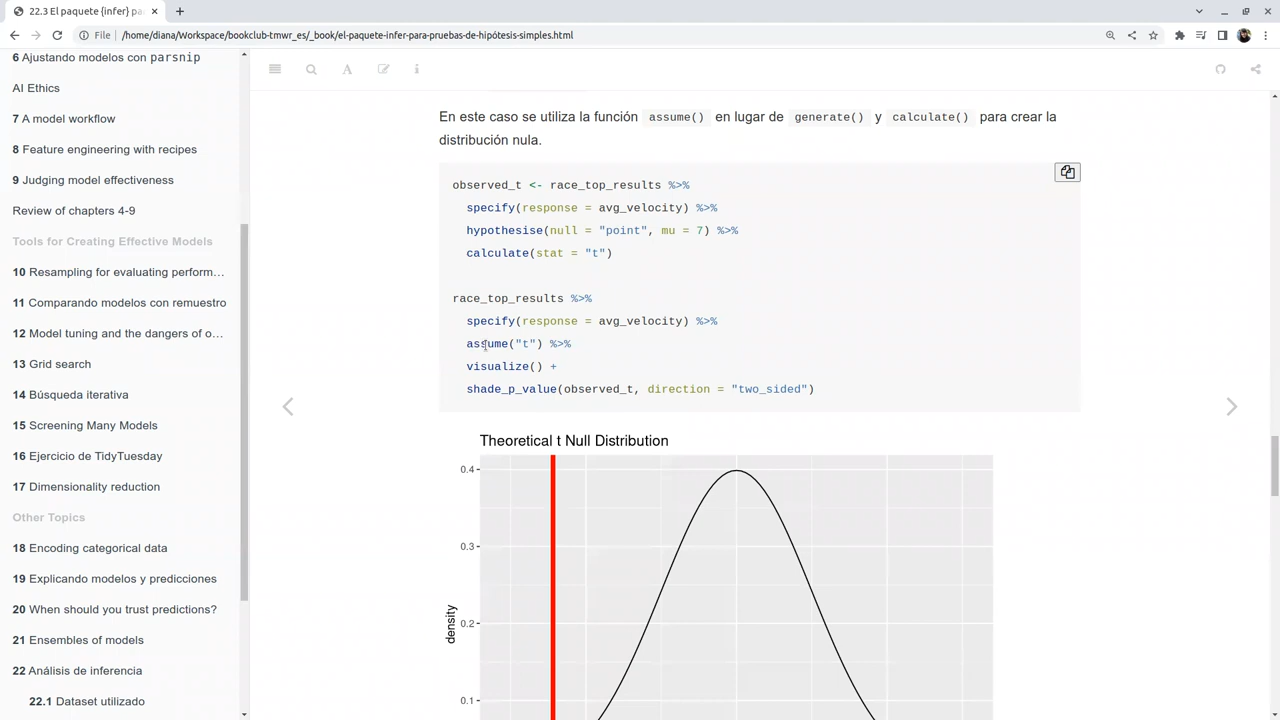 22.3 El paquete {infer} pa
File
/home/diana/Workspace/bookclub-tmwr_es/_book/el-paquete-infer-para-pruebas-de-hipótesis-simples.html
6 Ajustando modelos con parsnip
AI Ethics
7 A model workflow
8 Feature engineering with recipes
9 Judging model effectiveness
Review of chapters 4-9
Tools for Creating Effective Models
10 Resampling for evaluating perform…
11 Comparando modelos con remuestro
12 Model tuning and the dangers of o…
13 Grid search
14 Búsqueda iterativa
15 Screening Many Models
16 Ejercicio de TidyTuesday
17 Dimensionality reduction
Other Topics
18 Encoding categorical data
19 Explicando modelos y predicciones
20 When should you trust predictions?
21 Ensembles of models
22 Análisis de inferencia
22.1 Dataset utilizado
En este caso se utiliza la función assume() en lugar de generate() y calculate() para crear la
distribución nula.
observed_t <- race_top_results %>%
specify(response = avg_velocity) %>%
hypothesise(null = "point", mu = 7) %>%
calculate(stat = "t")
race_top_results %>%
specify(response = avg_velocity) %>%
assume("t") %>%
visualize() +
shade_p_value(observed_t, direction = "two_sided")
Theoretical t Null Distribution
0.4
0.3
0.2
0.1
density